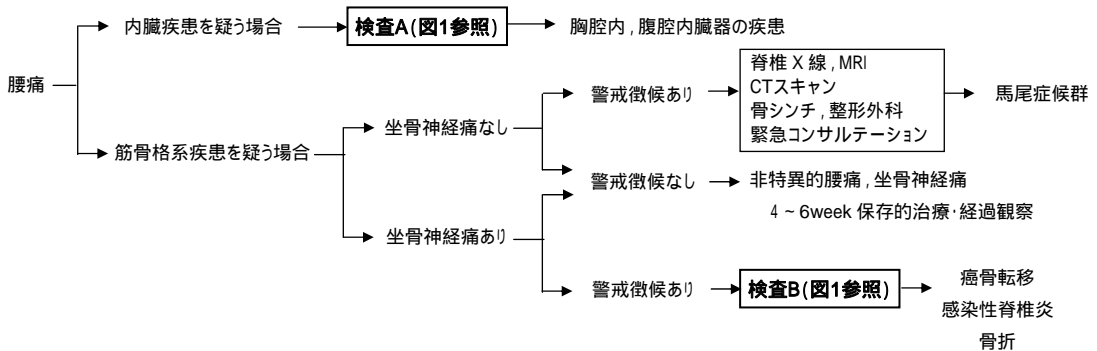 内臓疾患を疑う場合
検査A(図1参照)
胸腔内,腹腔内臓器の疾患
腰痛
筋骨格系疾患を疑う場合
坐骨神経痛なし
警戒徴候あり
脊椎 X 線 , MRI
CTスキャン
骨シンチ , 整形外科
緊急コンサルテーション
馬尾症候群
警戒徴候なし
非特異的腰痛 , 坐骨神経痛
4 ~ 6week 保存的治療・経過観察
坐骨神経痛あり
警戒徴候あり
検査B(図1参照)
癌骨転移
感染性脊椎炎
骨折